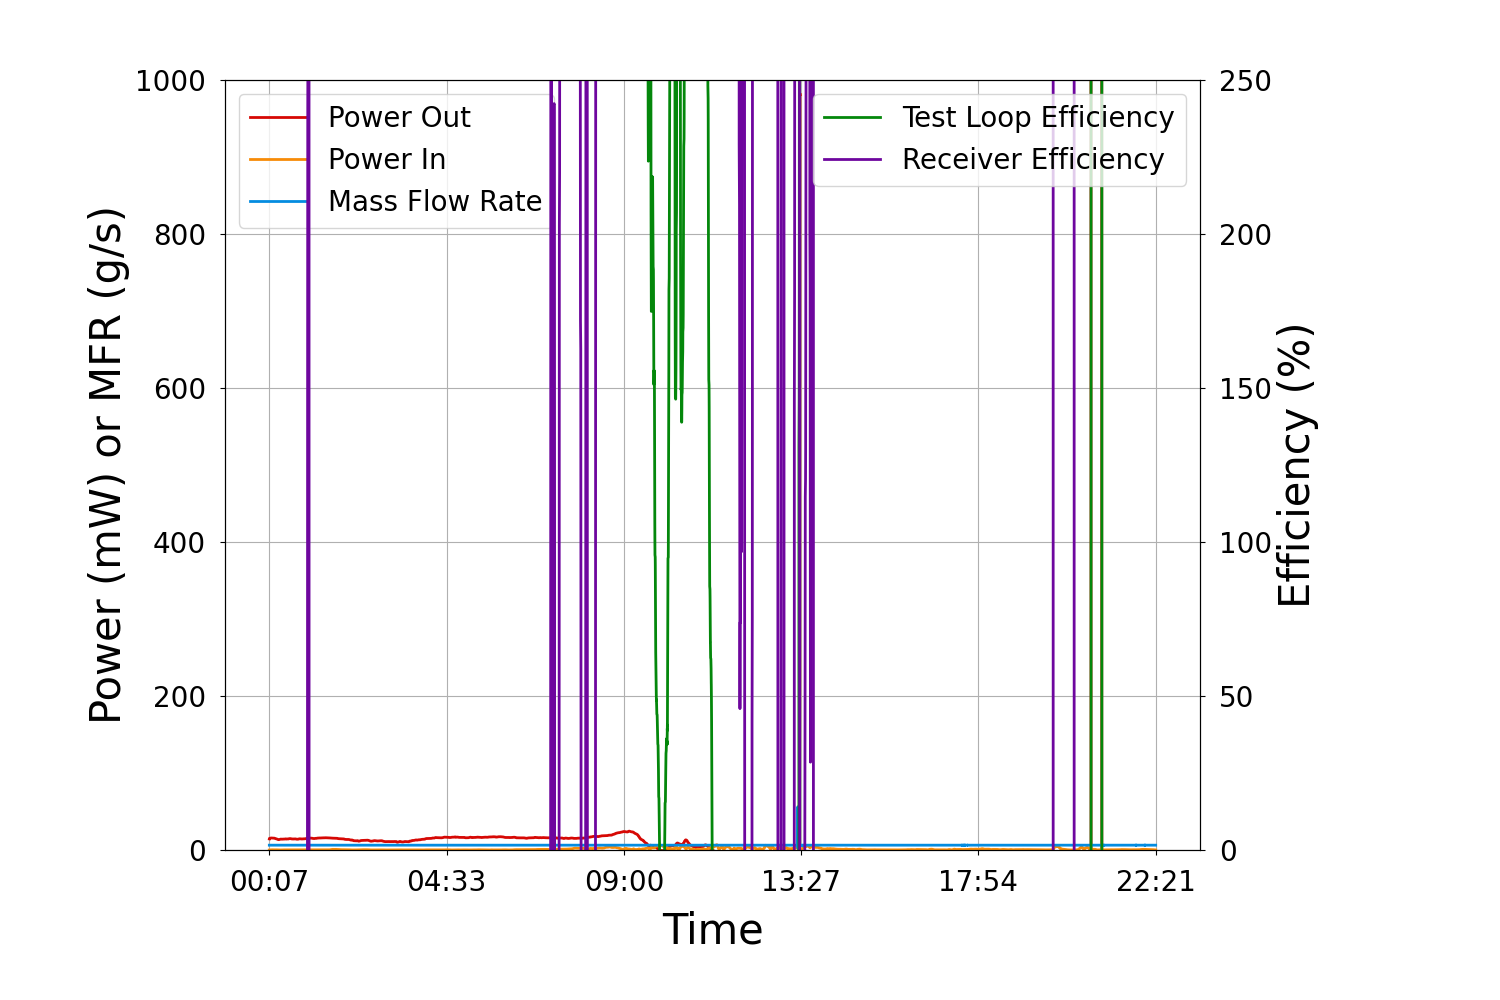 1000
800
600
400
200
0
Power (mW) or MFR (g/s)
Power Out
Power In
Mass Flow Rate
Test Loop Efficiency
Receiver Efficiency
250
200
150
100
50
0
Efficiency (%)
00:07 04:33 09:00 13:27 17:54 22:21
Time